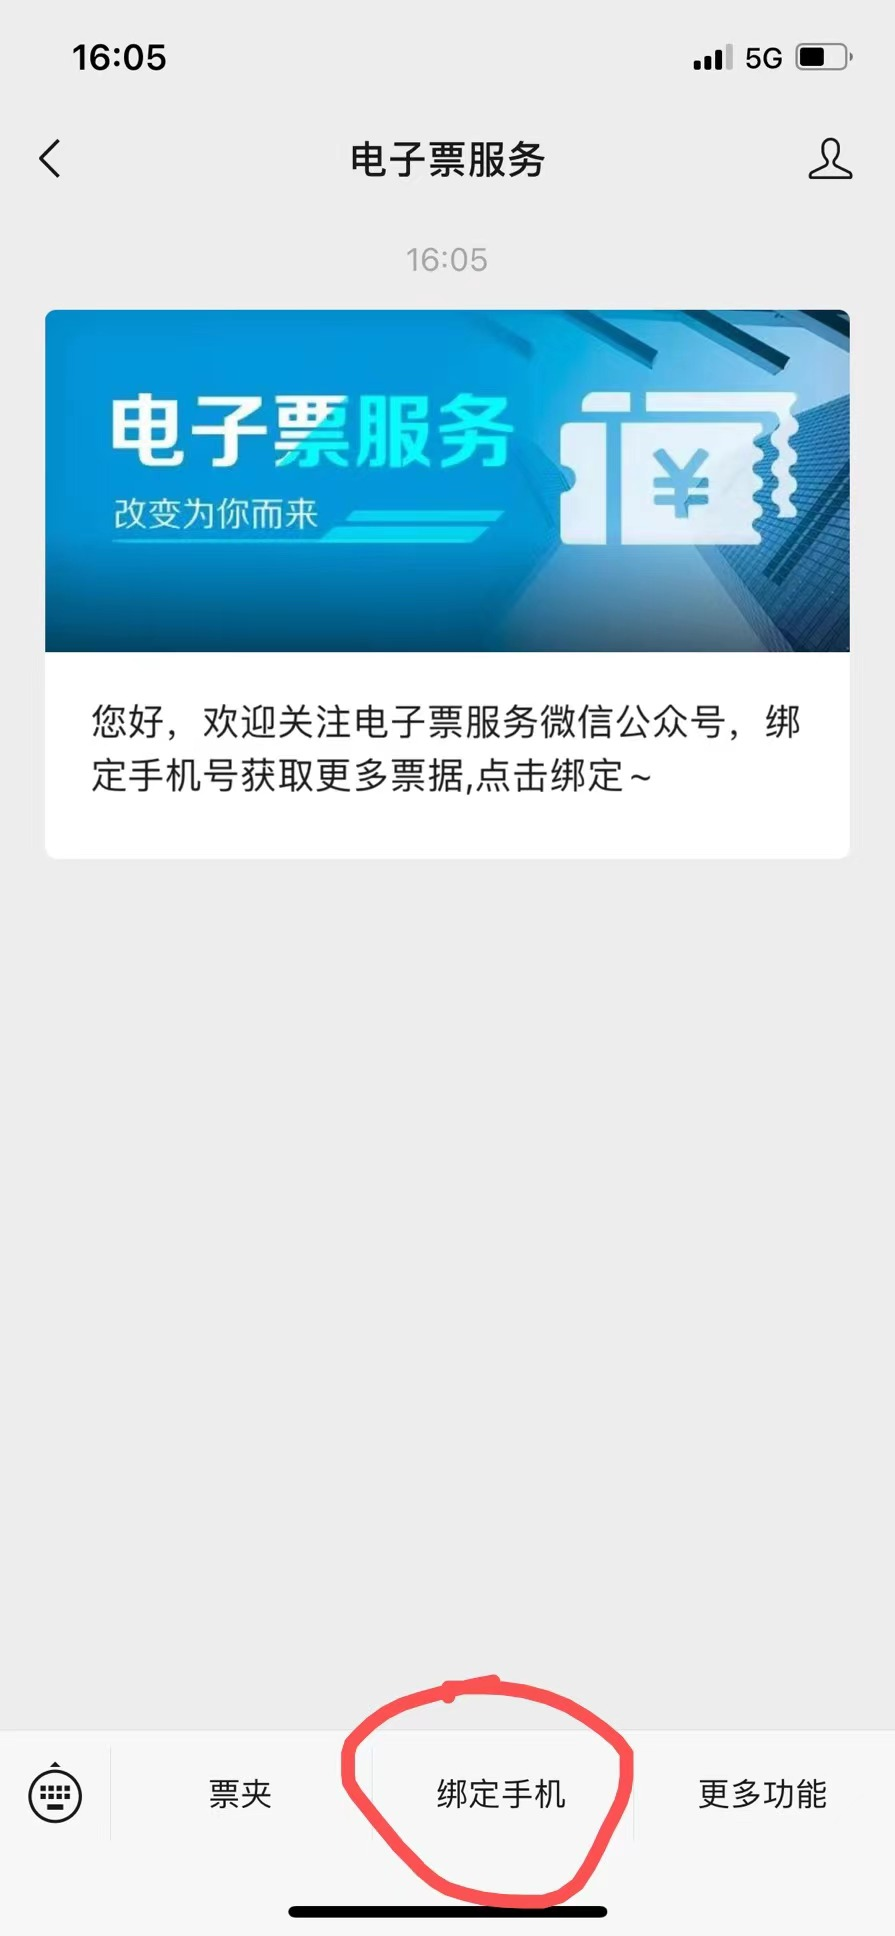 16:05
5G
电子票服务
16:05
电子票服务
改变为你而来
您好，欢迎关注电子票服务微信公众号，绑
定手机号获取更多票据,点击绑定~
票夹
绑定手机
更多功能